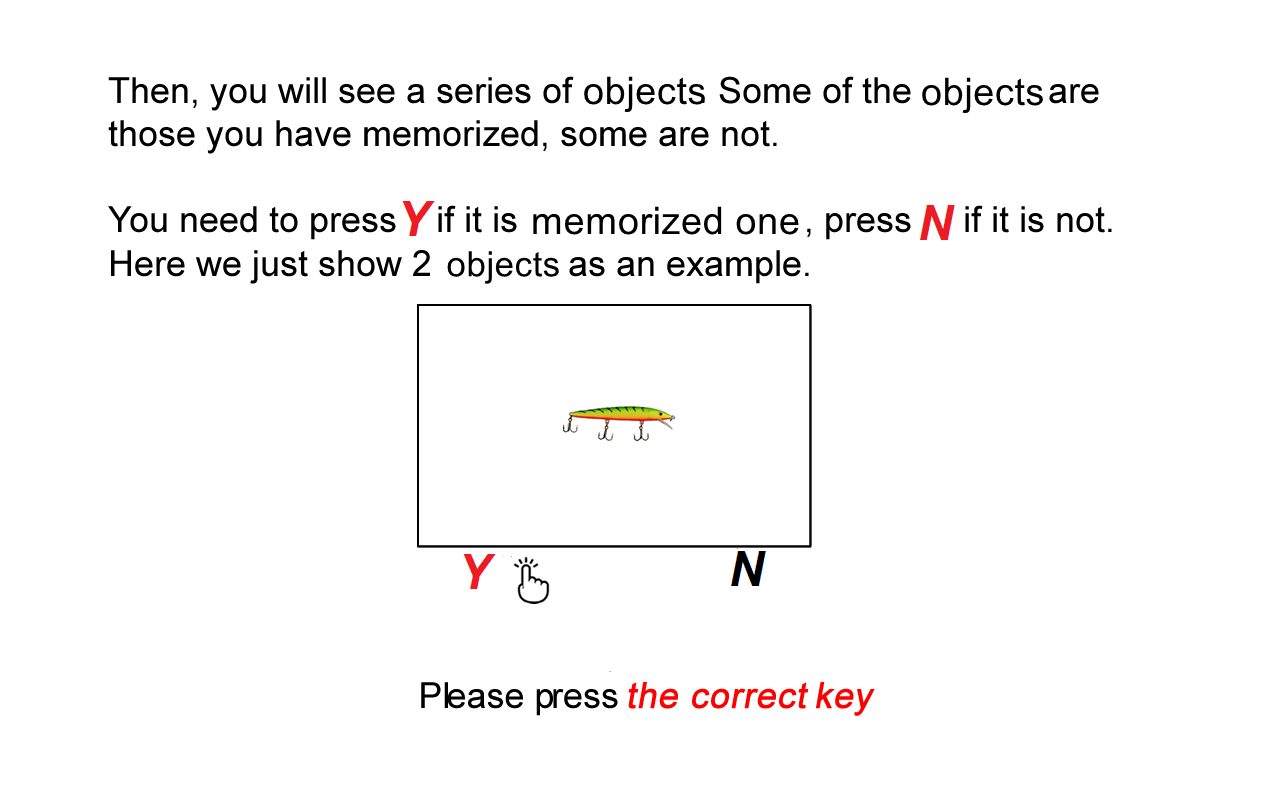 Then, you will see a series of objects Some of the objects are
those you have memorized, some are not.
You need to press Y if it is memorized one, press N if it is not.
Here we just show 2 objects as an example.
Y N
Please press the correct key